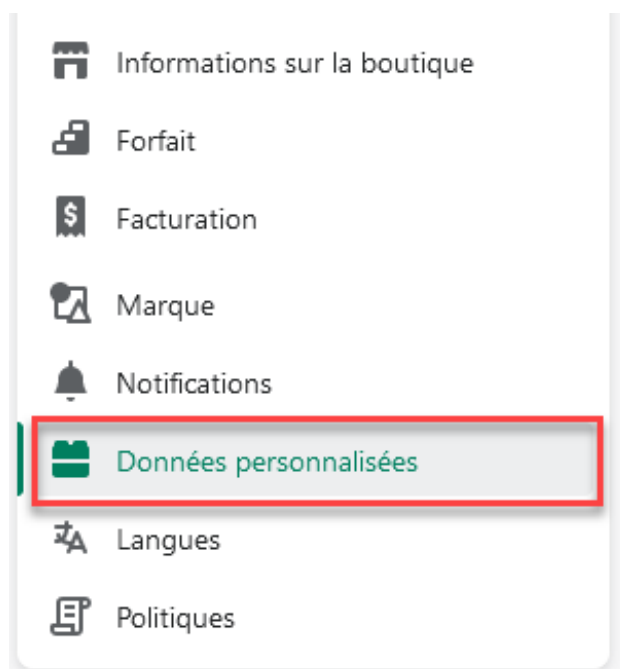 Informations sur la boutique
Forfait
$ Facturation
Marque
Notifications
Données personnalisées
Langues
Politiques